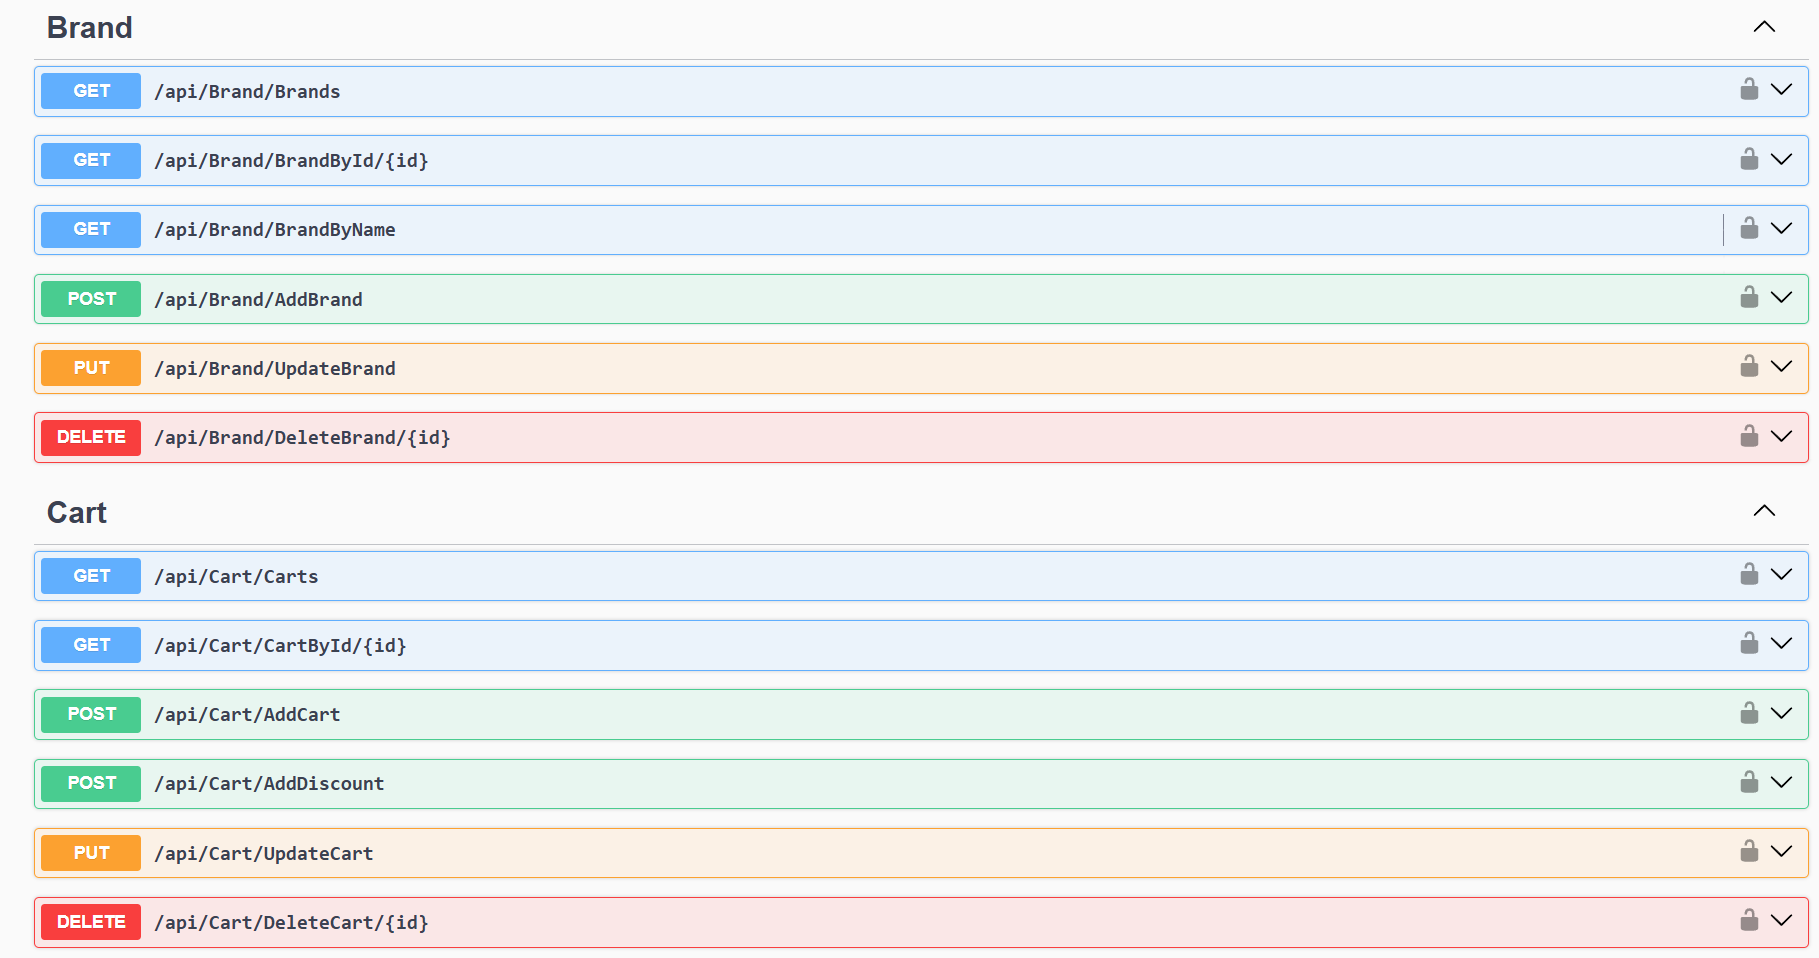 Brand
GET /api/Brand/Brands
GET /api/Brand/BrandById/{id}
GET /api/Brand/BrandByName
POST /api/Brand/AddBrand
PUT /api/Brand/UpdateBrand
DELETE /api/Brand/DeleteBrand/{id}
Cart
GET /api/Cart/Carts
GET /api/Cart/CartById/{id}
POST /api/Cart/AddCart
POST /api/Cart/AddDiscount
PUT /api/Cart/UpdateCart
DELETE /api/Cart/DeleteCart/{id}